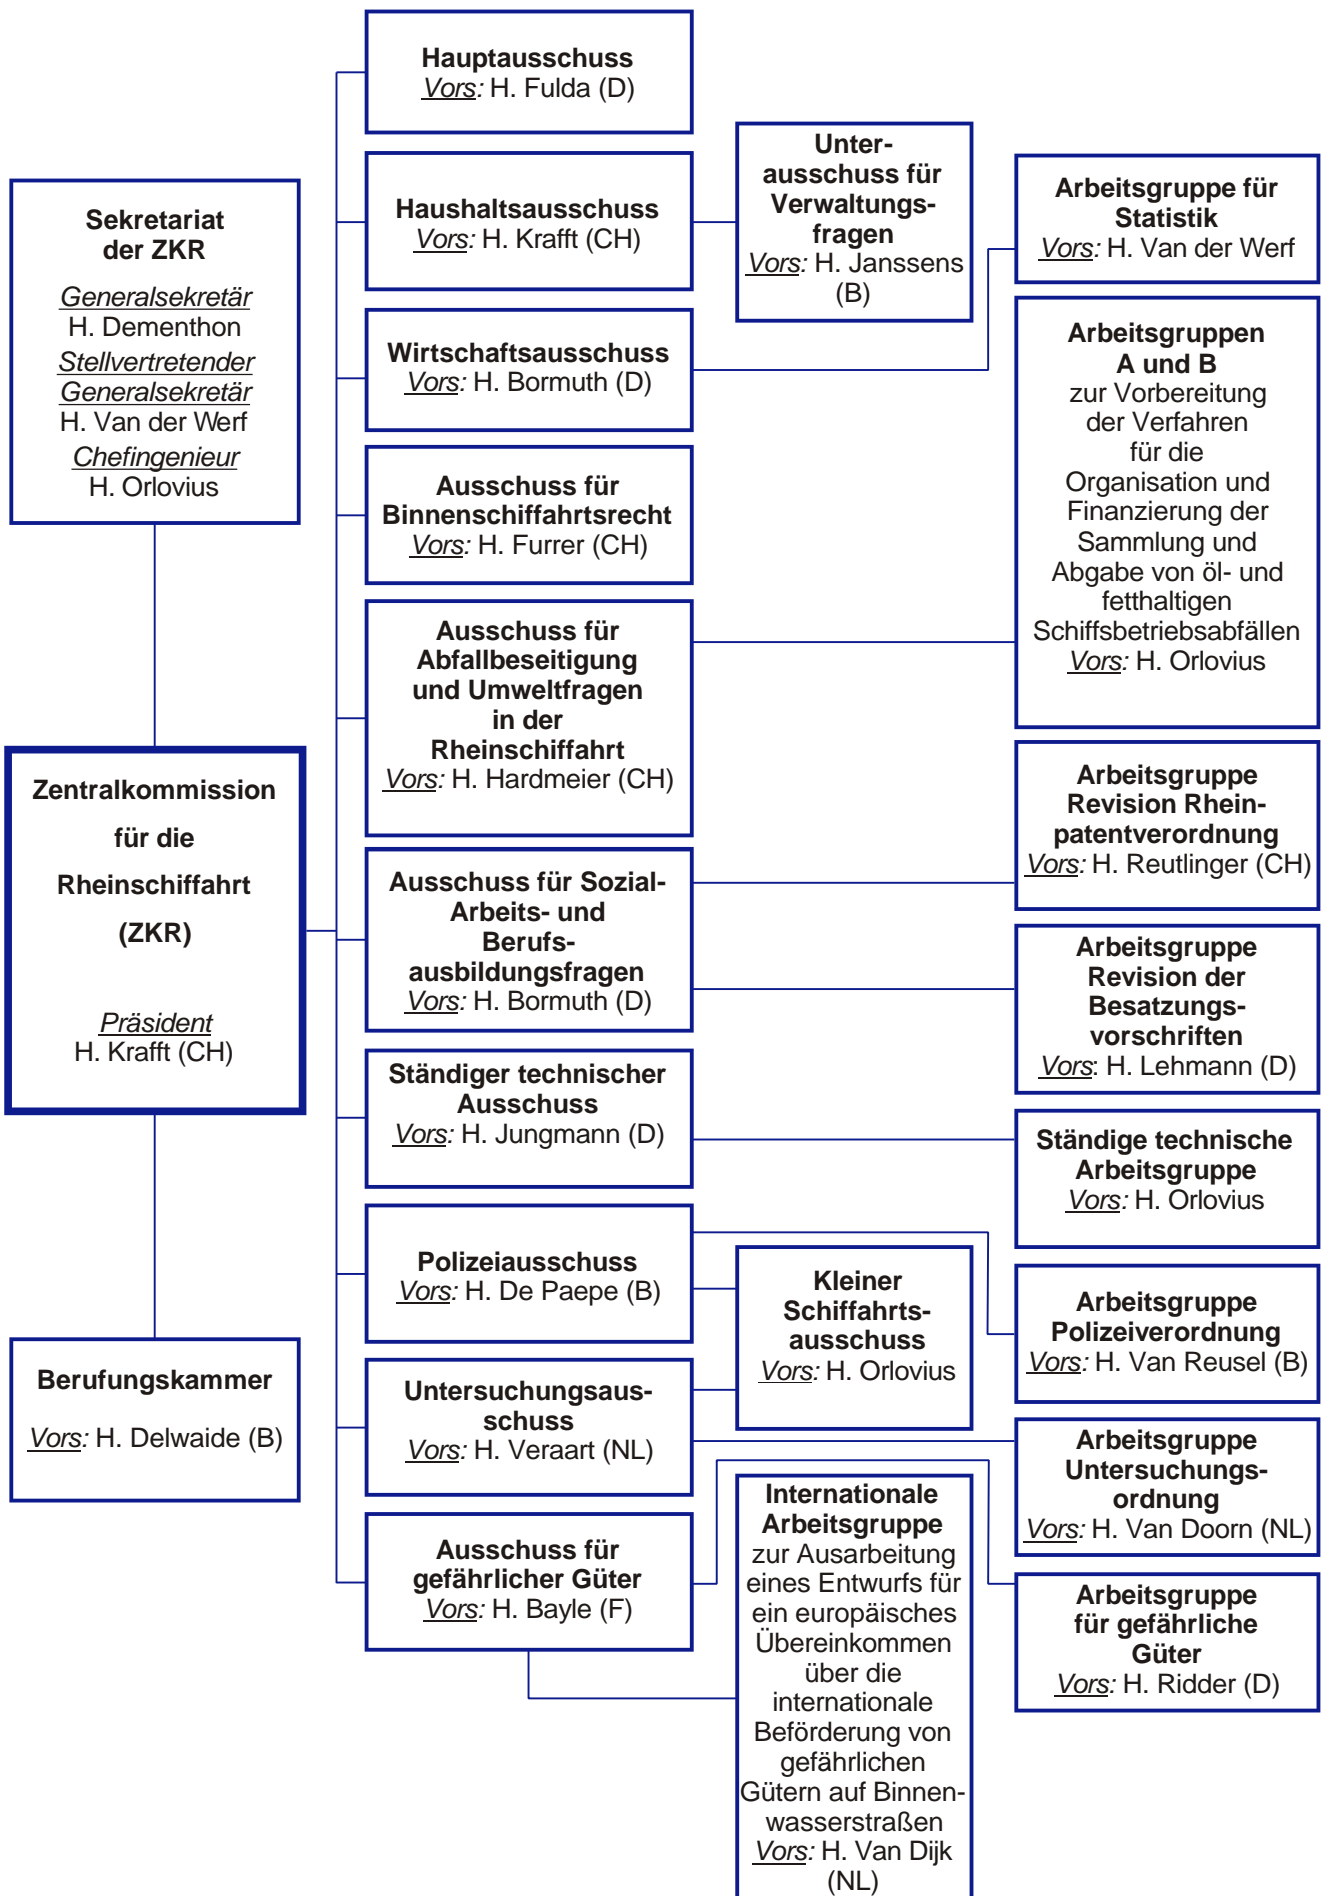 Sekretariat
der ZKR
Generalsekretär
H. Dementhon
Stellvertretender
Generalsekretär
H. Van der Werf
Chefingenieur
H. Orlovius
Zentralkommission
für die
Rheinschiffahrt
(ZKR)
Präsident
H. Krafft (CH)
Berufungskammer
Vors: H. Delwaide (B)
Hauptausschuss
Vors: H. Fulda (D)
Haushaltsausschuss
Vors: H. Krafft (CH)
Wirtschaftsausschuss
Vors: H. Bormuth (D)
Ausschuss für
Binnenschiffahrtsrecht
Vors: H. Furrer (CH)
Ausschuss für
Abfallbeseitigung
und Umweltfragen
in der
Rheinschiffahrt
Vors: H. Hardmeier (CH)
Ausschuss für Sozial-
Arbeits- und
Berufs-
ausbildungsfragen
Vors: H. Bormuth (D)
Ständiger technischer
Ausschuss
Vors: H. Jungmann (D)
Polizeiausschuss
Vors: H. De Paepe (B)
Untersuchungsaus-
schuss
Vors: H. Veraart (NL)
Ausschuss für
gefährlicher Güter
Vors: H. Bayle (F)
Unter-
ausschuss für
Verwaltungs-
fragen
Vors: H. Janssens
(B)
Kleiner
Schiffahrts-
ausschuss
Vors: H. Orlovius
Internationale
Arbeitsgruppe
zur Ausarbeitung
eines Entwurfs für
ein europäisches
Übereinkommen
über die
internationale
Beförderung von
gefährlichen
Gütern auf Binnen-
wasserstraßen
Vors: H. Van Dijk
(NL)
Arbeitsgruppe für
Statistik
Vors: H. Van der Werf
Arbeitsgruppen
A und B
zur Vorbereitung
der Verfahren
für die
Organisation und
Finanzierung der
Sammlung und
Abgabe von öl- und
fetthaltigen
Schiffsbetriebsabfällen
Vors: H. Orlovius
Arbeitsgruppe
Revision Rhein-
patentverordnung
Vors: H. Reutlinger (CH)
Arbeitsgruppe
Revision der
Besatzungs-
vorschriften
Vors: H. Lehmann (D)
Ständige technische
Arbeitsgruppe
Vors: H. Orlovius
Arbeitsgruppe
Polizeiverordnung
Vors: H. Van Reusel (B)
Arbeitsgruppe
Untersuchungs-
ordnung
Vors: H. Van Doorn (NL)
Arbeitsgruppe
für gefährliche
Güter
Vors: H. Ridder (D)